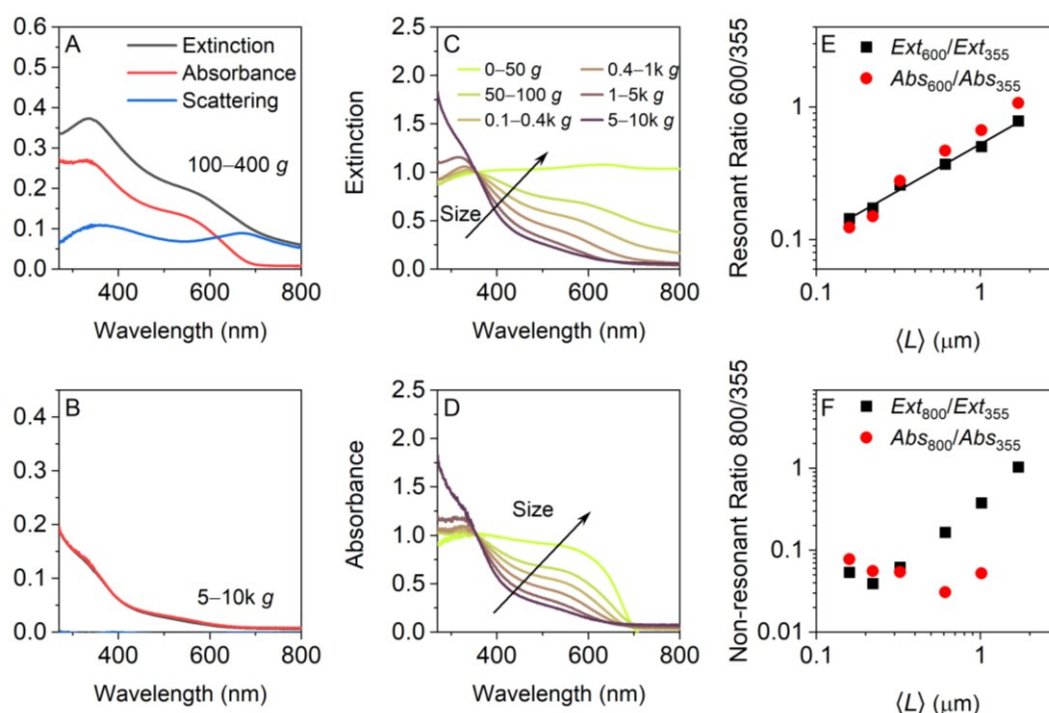 A
Extinction
Absorbance
Scattering
100–400 g
0.6
0.5
0.4
0.3
0.2
0.1
0.0
400 600 800
Wavelength (nm)
C
0–50 g 0.4–1k g
50–100 g 1–5k g
0.1–0.4k g 5–10k g
Size
Extinction
2.5
2.0
1.5
1.0
0.5
0.0
400 600 800
Wavelength (nm)
E
Ext600/Ext355
Abs600/Abs355
Resonant Ratio 600/355
1
0.1
0.1 1
⟨L⟩ (μm)
B
5–10k g
0.4
0.3
0.2
0.1
0.0
400 600 800
Wavelength (nm)
D
Size
Absorbance
2.5
2.0
1.5
1.0
0.5
0.0
400 600 800
Wavelength (nm)
F
Ext800/Ext355
Abs800/Abs355
Non-resonant Ratio 800/355
1
0.1
0.01
0.1 1
⟨L⟩ (μm)